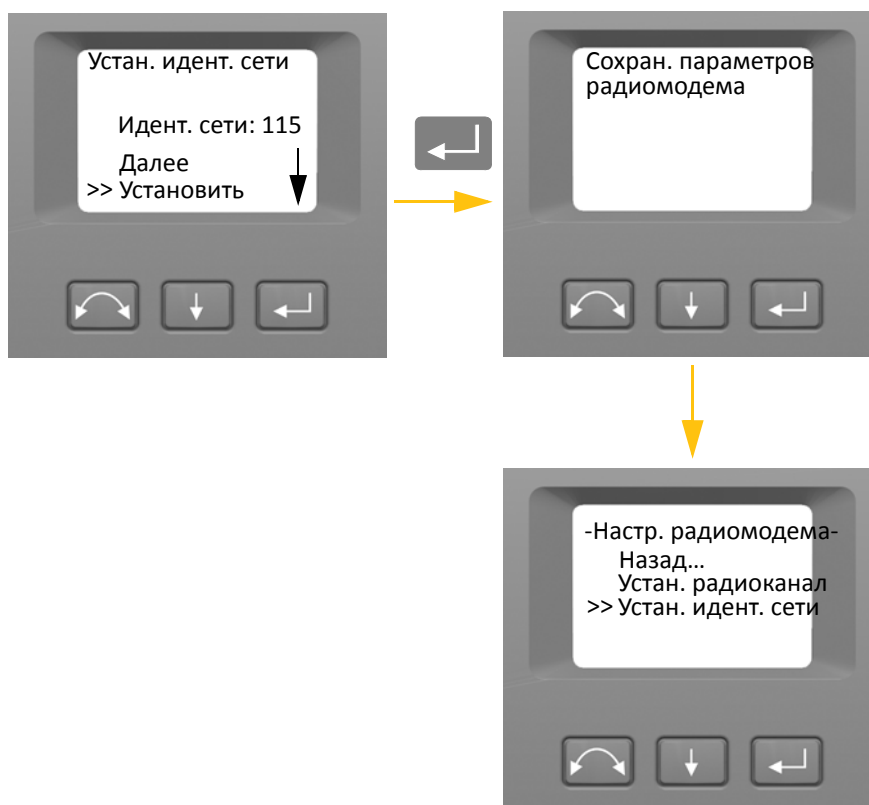 Устан. идент. сети
Идент. сети: 115
Далее
>> Установить
Сохран. параметров
радиомодема
-Настр. радиомодема-
Назад...
Устан. радиоканал
>> Устан. идент. сети